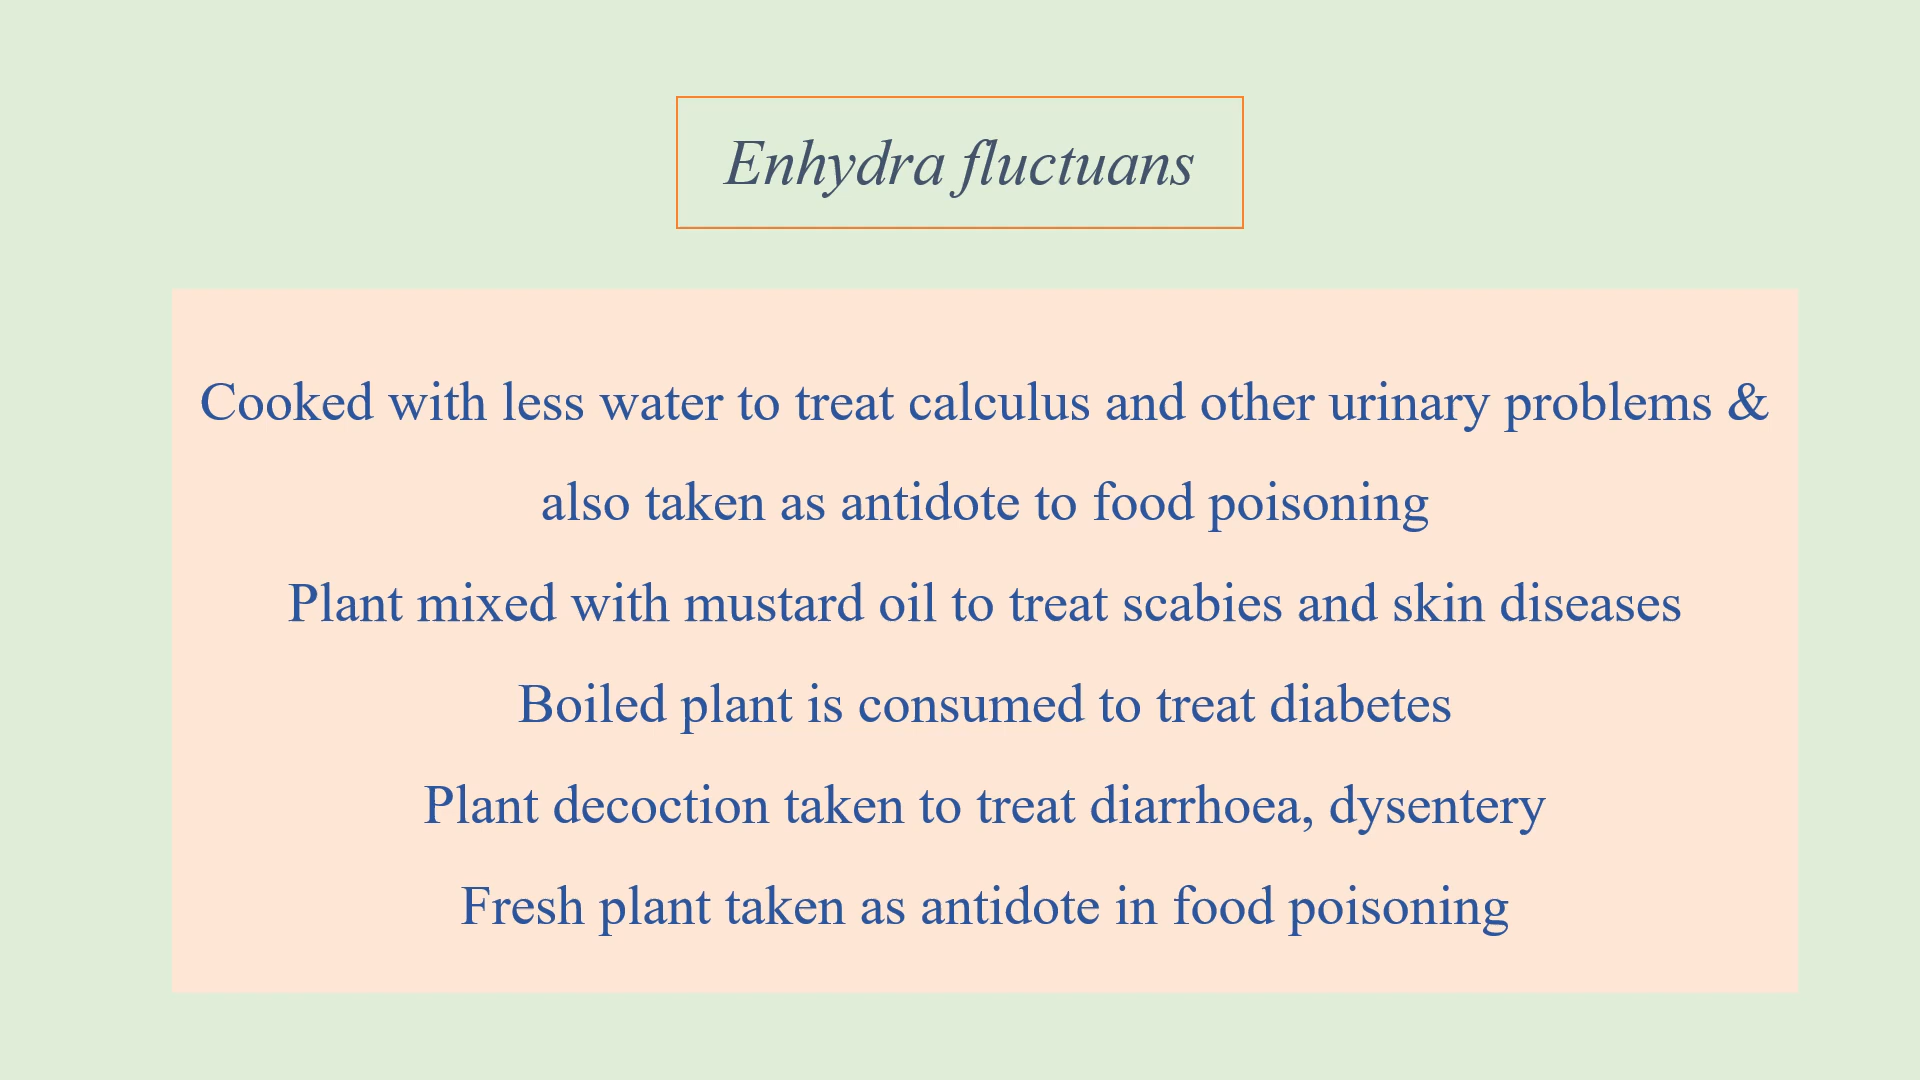 Enhydra fluctuans
Cooked with less water to treat calculus and other urinary problems &
also taken as antidote to food poisoning
Plant mixed with mustard oil to treat scabies and skin diseases
Boiled plant is consumed to treat diabetes
Plant decoction taken to treat diarrhoea, dysentery
Fresh plant taken as antidote in food poisoning